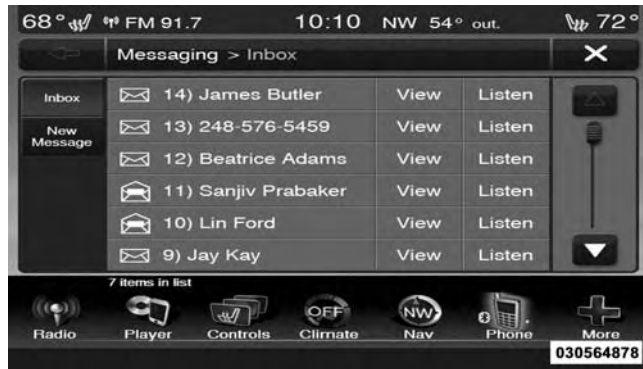 68° FM 91.7 10:10 NW 54° out. 72°
Messaging > Inbox
Inbox
New
Message
14) James Butler View Listen
13) 248-576-5459 View Listen
12) Beatrice Adams View Listen
11) Sanjiv Prabaker View Listen
10) Lin Ford View Listen
9) Jay Kay View Listen
7 items in list
OFF NW
Radio Player Controls Climate Nav Phone More
030564878